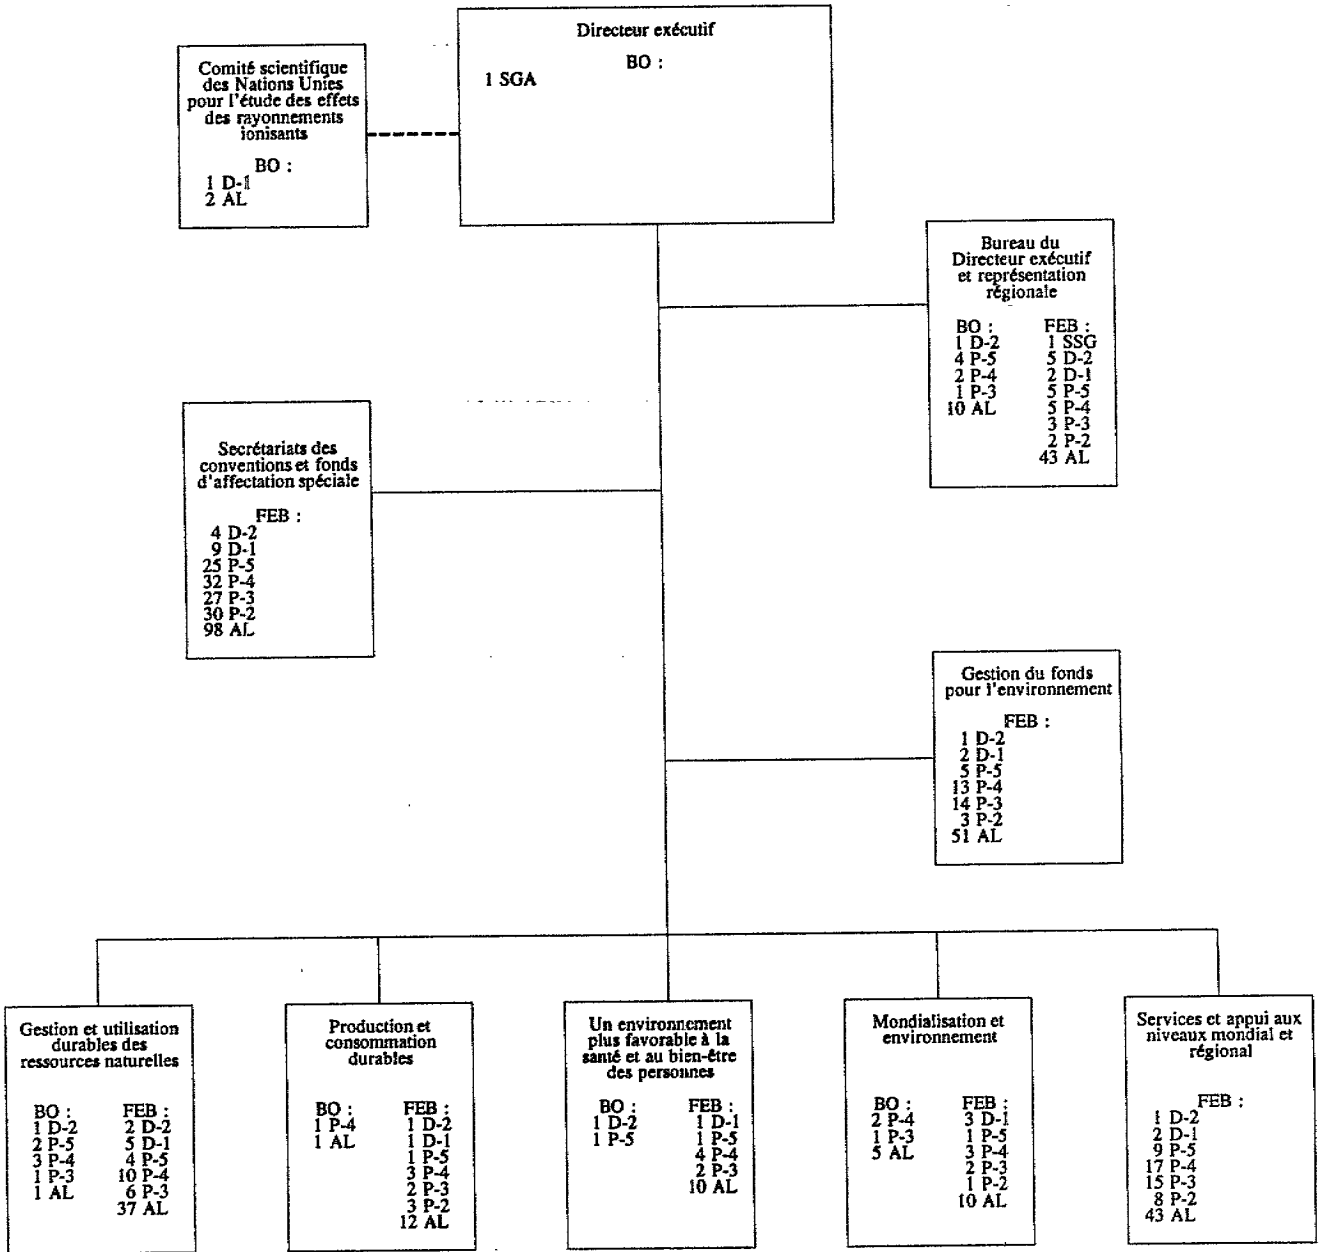 Directeur exécutif
BO :
1 SGA
Comité scientifique
des Nations Unies
pour l'étude des effets
des rayonnements
ionisants
BO :
1 D-1
2 AL
Bureau du
Directeur exécutif
et représentation
régionale
BO :
1 D-2
4 P-5
2 P-4
1 P-3
10 AL
FEB :
1 SSG
5 D-2
2 D-1
5 P-5
5 P-4
3 P-3
2 P-2
43 AL
Secrétariats des
conventions et fonds
d'affectation spéciale
FEB :
4 D-2
9 D-1
25 P-5
32 P-4
27 P-3
30 P-2
98 AL
Gestion du fonds
pour l'environnement
FEB :
1 D-2
2 D-1
5 P-5
13 P-4
14 P-3
3 P-2
51 AL
Gestion et utilisation
durables des
ressources naturelles
BO :
1 D-2
2 P-5
3 P-4
1 P-3
1 AL
FEB :
2 D-2
5 D-1
4 P-5
10 P-4
6 P-3
37 AL
Production et
consommation
durables
BO :
1 P-4
1 AL
FEB :
1 D-2
1 D-1
1 P-5
3 P-4
2 P-3
3 P-2
12 AL
Un environnement
plus favorable à la
santé et au bien-être
des personnes
BO :
1 D-2
1 P-5
FEB :
1 D-1
1 P-5
4 P-4
2 P-3
10 AL
Mondialisation et
environnement
BO :
2 P-4
1 P-3
5 AL
FEB :
3 D-1
1 P-5
3 P-4
2 P-3
1 P-2
10 AL
Services et appui aux
niveaux mondial et
régional
FEB :
1 D-2
2 D-1
9 P-5
17 P-4
15 P-3
8 P-2
43 AL